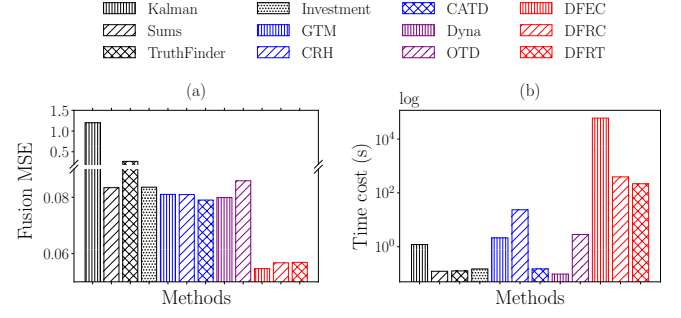 Kalman Investment CATD DFEC
Sums GTM Dyna DFRC
TruthFinder CRH OTD DFRT
(a) (b)
log
1.5
1.0
0.5
0.08
0.06
Fusion MSE
Methods
10^4
10^2
10^0
Time cost (s)
Methods